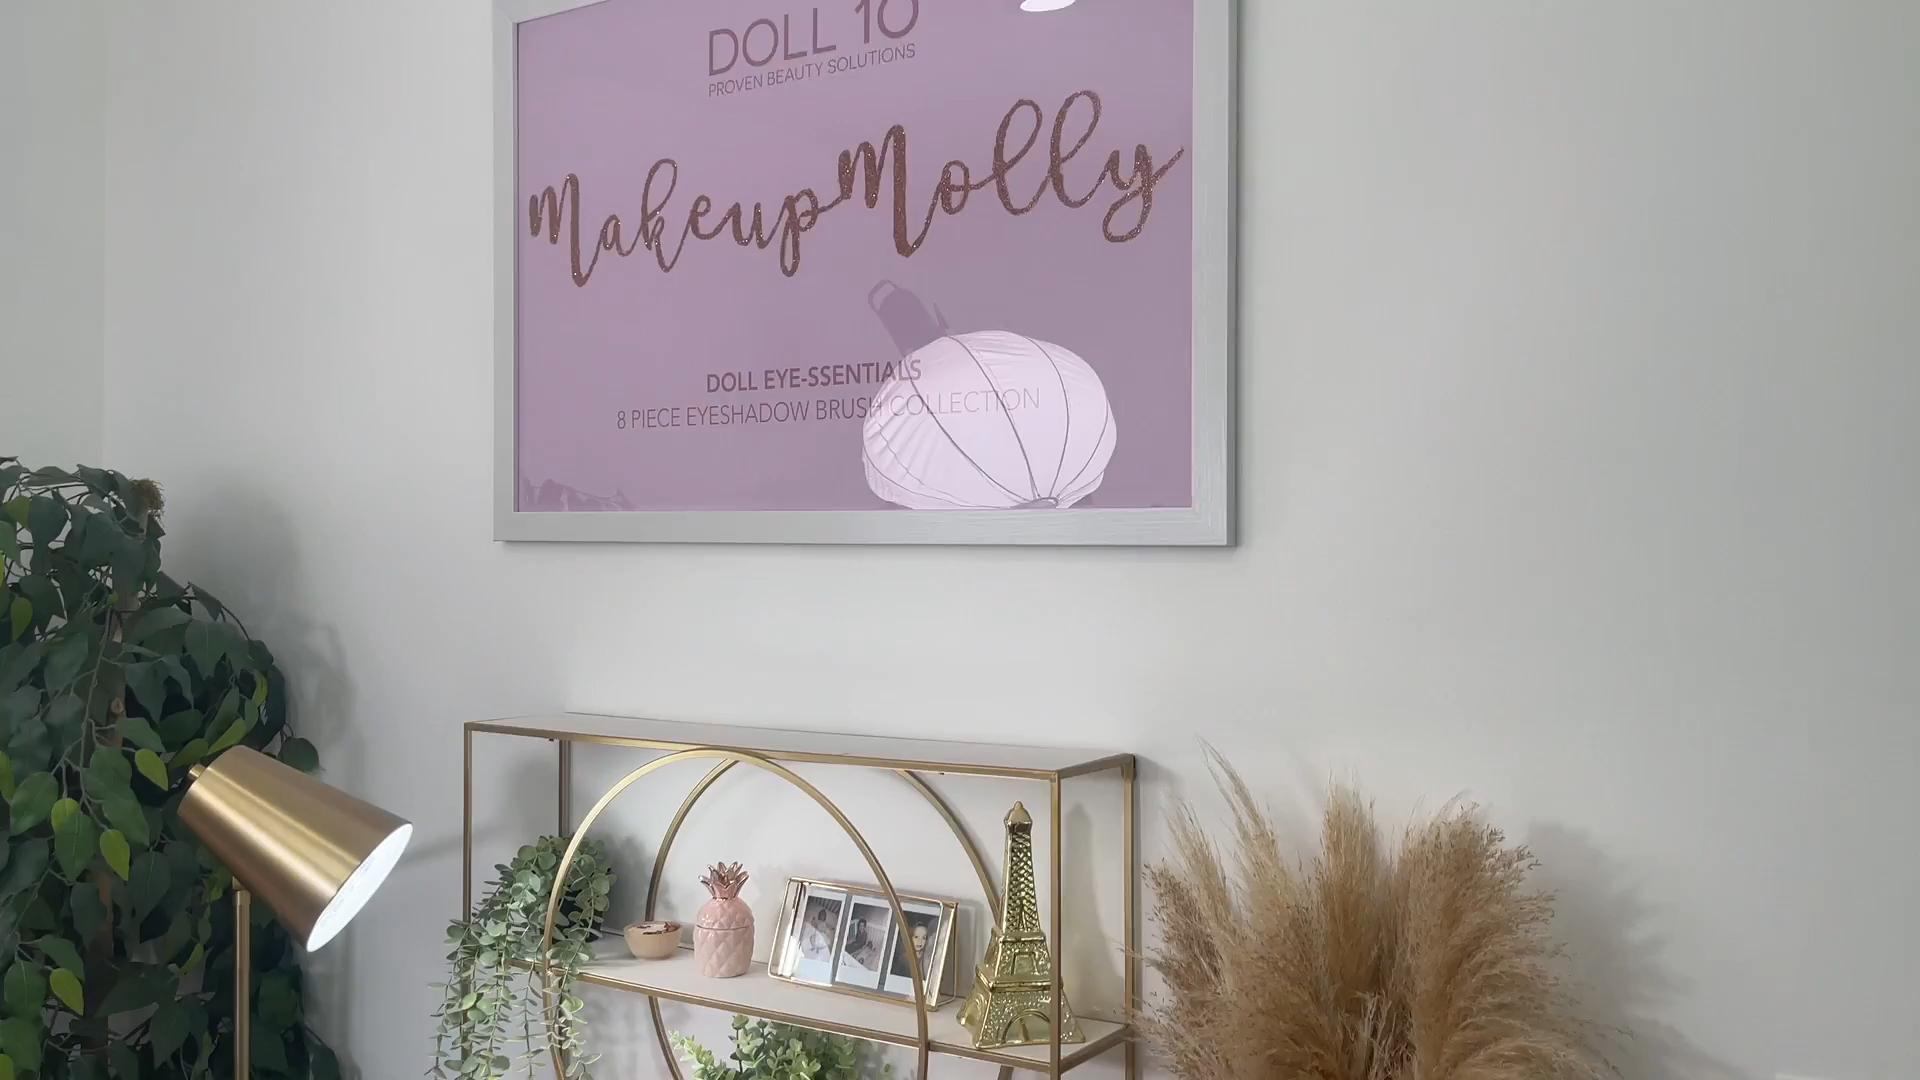 DOLL 10
PROVEN BEAUTY SOLUTIONS
MakeupMolly
DOLL EYE-SSENTIALS
8 PIECE EYESHADOW BRUSH COLLECTION